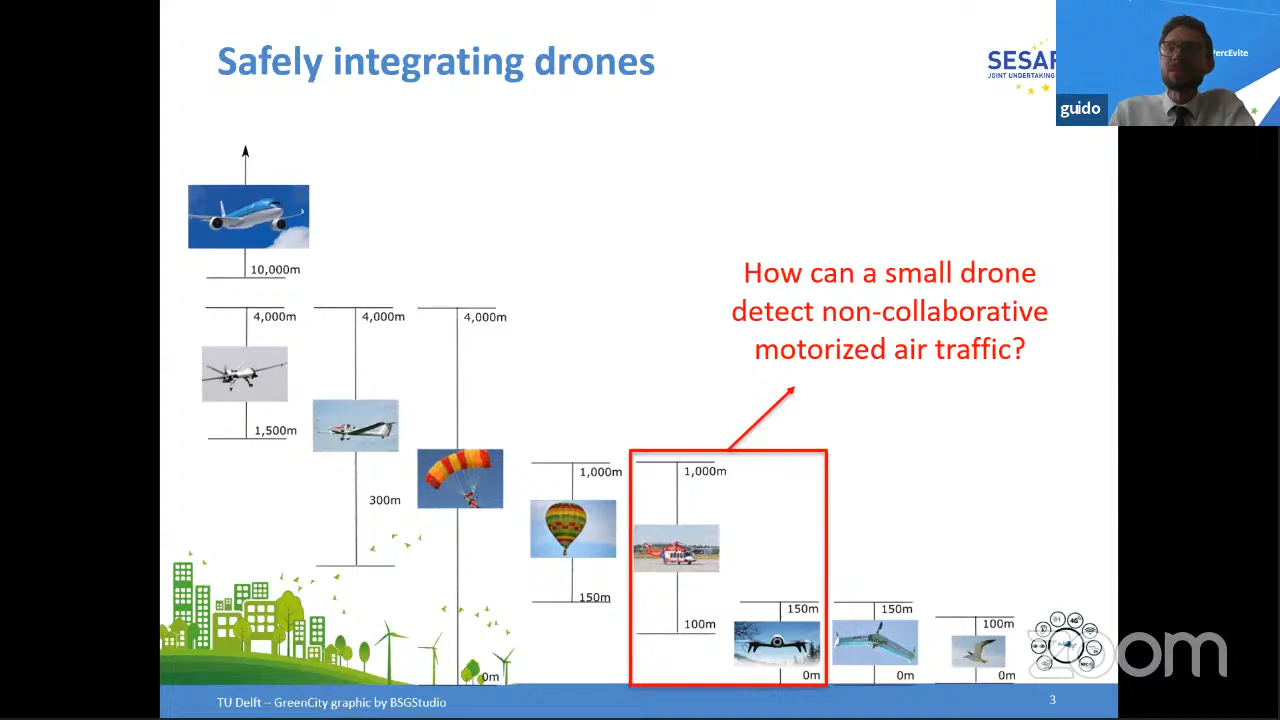 Safely integrating drones
SESAR
JOINT UNDERTAKING
PercEvite
guido
10,000m
4,000m
4,000m
4,000m
1,500m
300m
1,000m
150m
1,000m
100m
150m
0m
150m
0m
100m
0m
0m
How can a small drone
detect non-collaborative
motorized air traffic?
4G
zoom
TU Delft – GreenCity graphic by BSGStudio
3